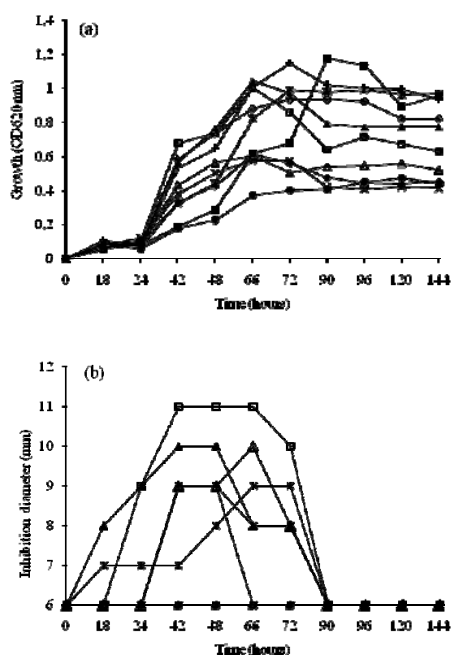 (a)
1,4
1,2
1
0,8
0,6
0,4
0,2
0
Growth (OD 620 nm)
0 18 24 42 48 66 72 90 96 120 144
Time (hours)
(b)
12
11
10
9
8
7
6
Inhibition diameter (mm)
0 18 24 42 48 66 72 90 96 120 144
Time (hours)